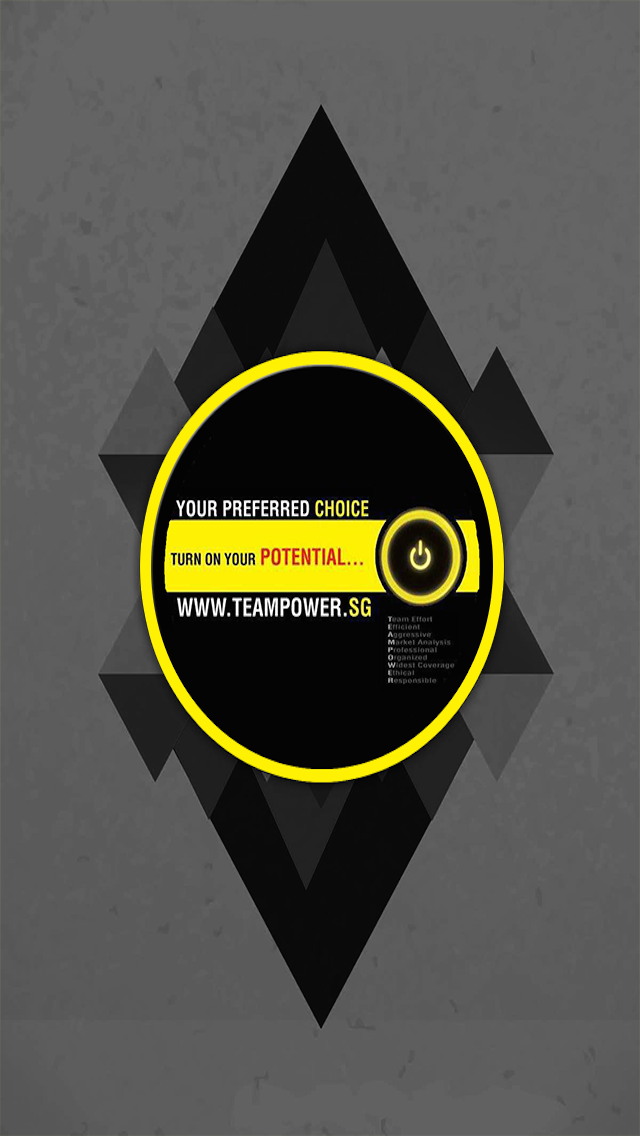 YOUR PREFERRED CHOICE
TURN ON YOUR POTENTIAL...
WWW.TEAMPOWER.SG
Team Effort
Efficient
Aggressive
Market Analysis
Professional
Organized
Widest Coverage
Ethical
Responsible